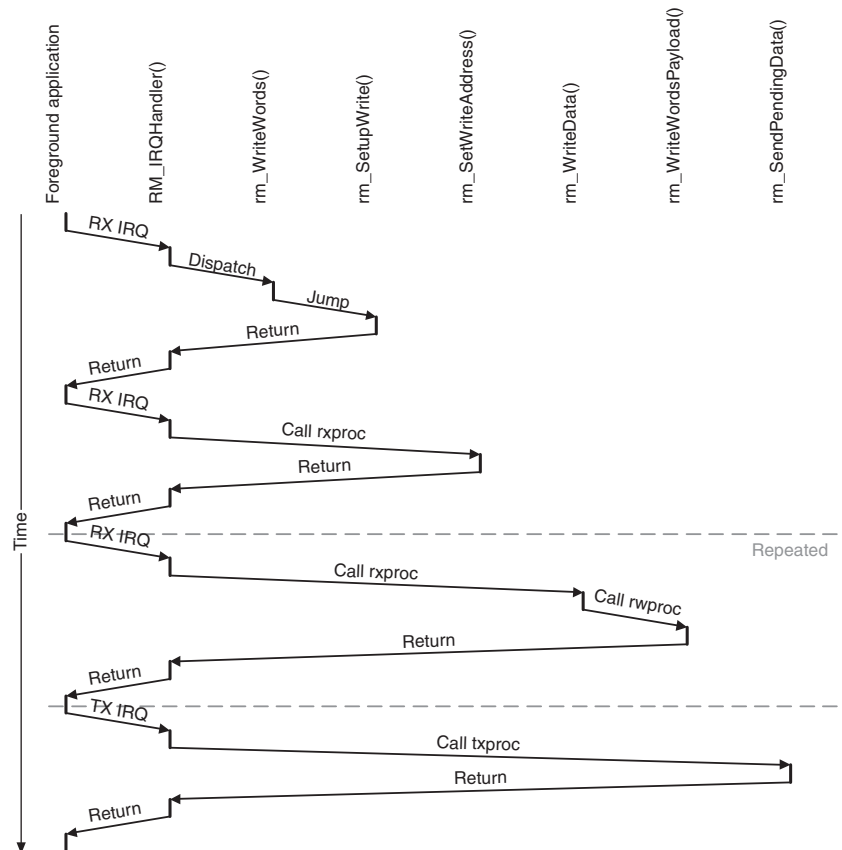 Foreground application
RM_IRQHandler()
rm_WriteWords()
rm_SetupWrite()
rm_SetWriteAddress()
rm_WriteData()
rm_WriteWordsPayload()
rm_SendPendingData()
RX IRQ
Dispatch
Jump
Return
Return
RX IRQ
Call rxproc
Return
Return
Time
RX IRQ
Repeated
Call rxproc
Call rwproc
Return
Return
TX IRQ
Call txproc
Return
Return